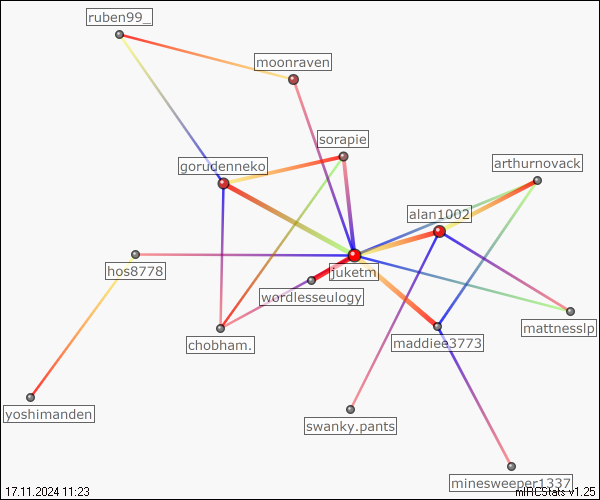 ruben99_
moonraven
sorapie
gorudenneko
arthurnovack
alan1002
hos8778
juketm
wordlesseulogy
mattnesslp
chobham.
maddiee3773
yoshimanden
swanky.pants
minesweeper1337
17.11.2024 11:23
mIRCStats v1.25